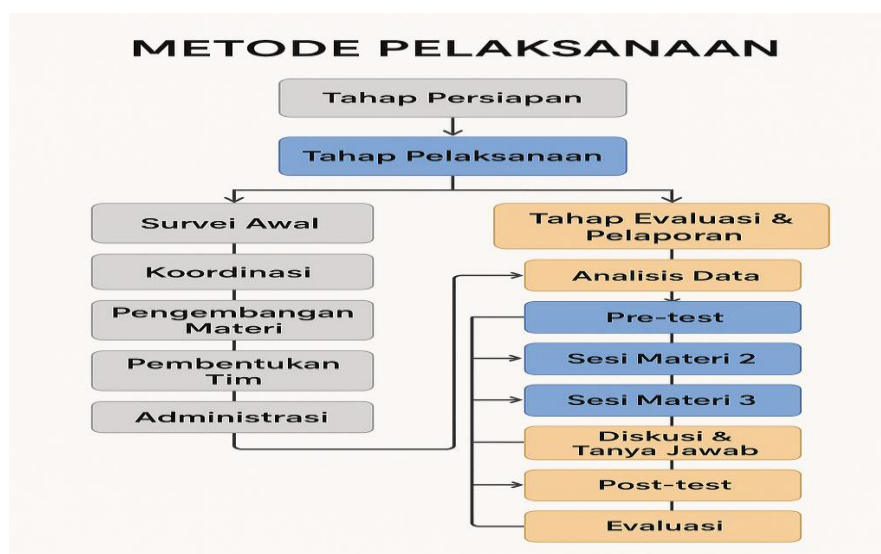 METODE PELAKSANAAN
Tahap Persiapan
Tahap Pelaksanaan
Survei Awal
Koordinasi
Pengembangan
Materi
Pembentukan
Tim
Administrasi
Tahap Evaluasi &
Pelaporan
Analisis Data
Pre-test
Sesi Materi 2
Sesi Materi 3
Diskusi &
Tanya Jawab
Post-test
Evaluasi